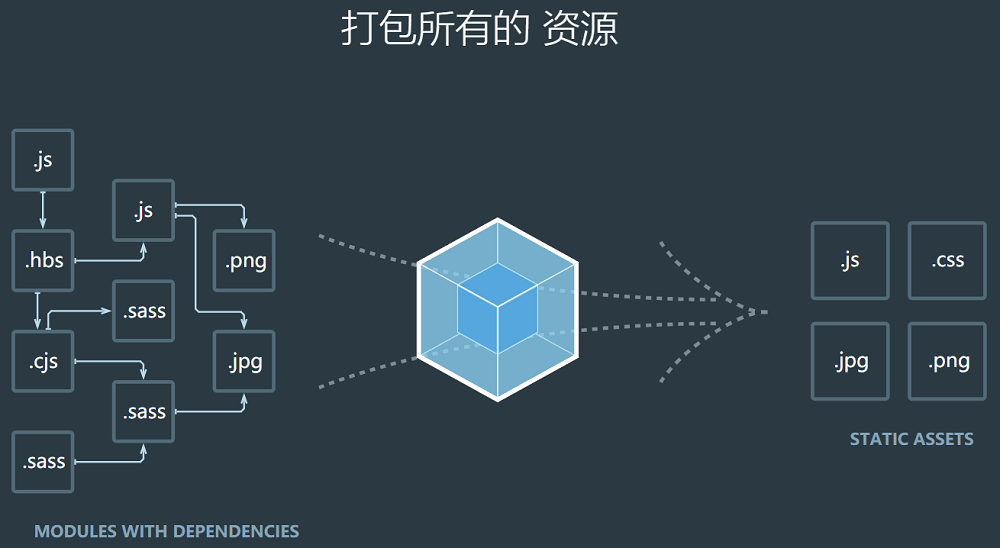 打包所有的 资源
.js
.js
.hbs
.png
.sass
.cjs
.jpg
.sass
.sass
MODULES WITH DEPENDENCIES
.js
.css
.jpg
.png
STATIC ASSETS